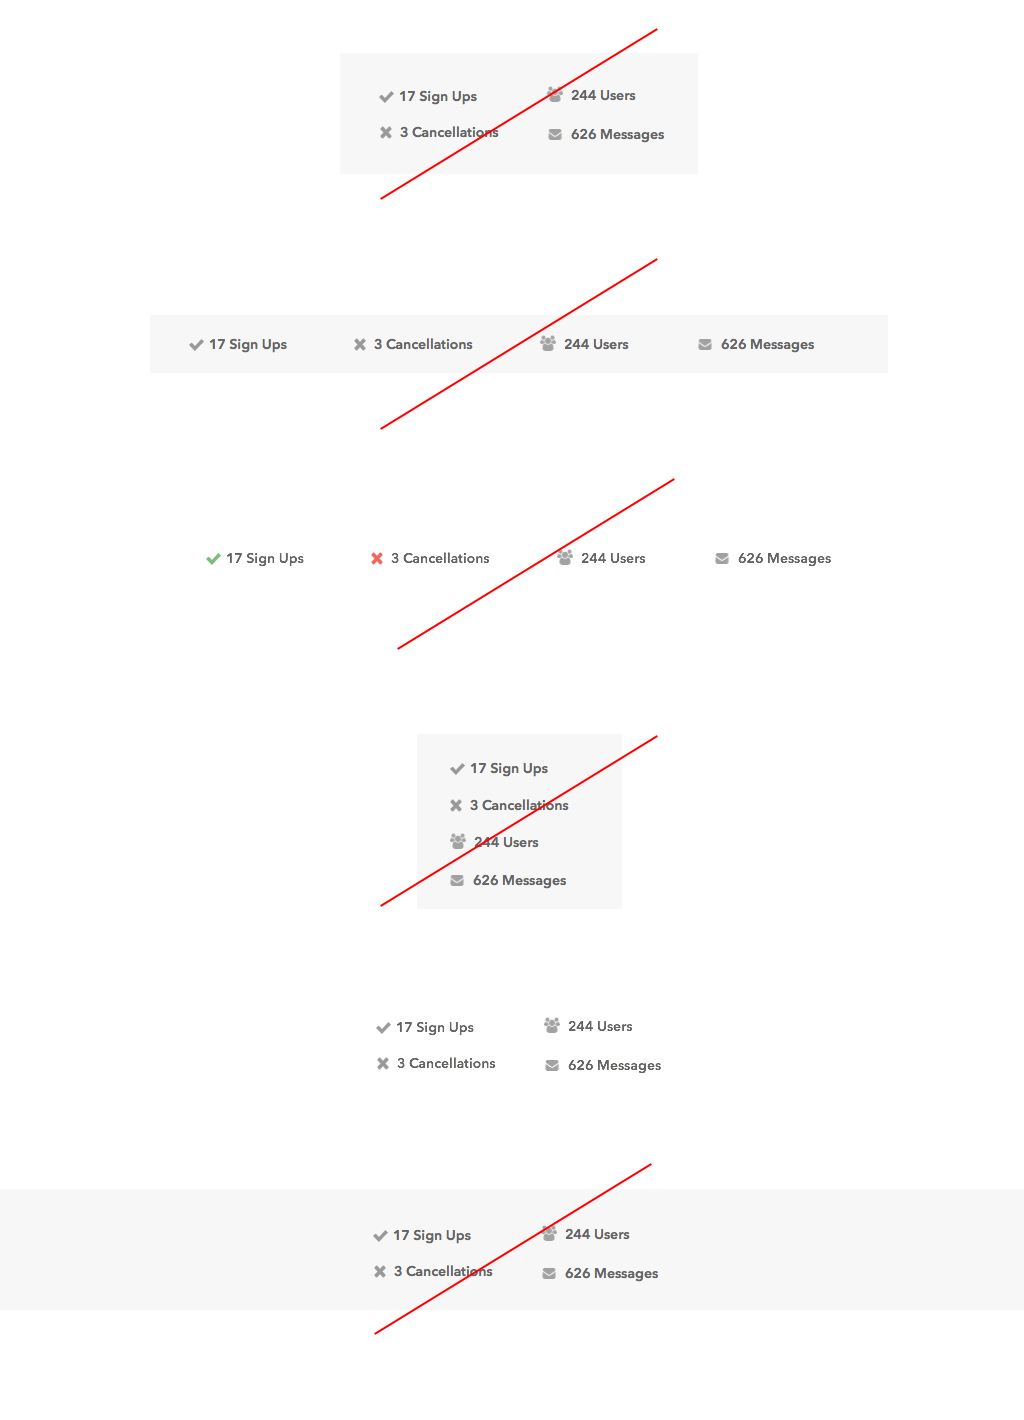 17 Sign Ups 244 Users
3 Cancellations 626 Messages
17 Sign Ups 3 Cancellations 244 Users 626 Messages
17 Sign Ups 3 Cancellations 244 Users 626 Messages
17 Sign Ups
3 Cancellations
244 Users
626 Messages
17 Sign Ups 244 Users
3 Cancellations 626 Messages
17 Sign Ups 244 Users
3 Cancellations 626 Messages